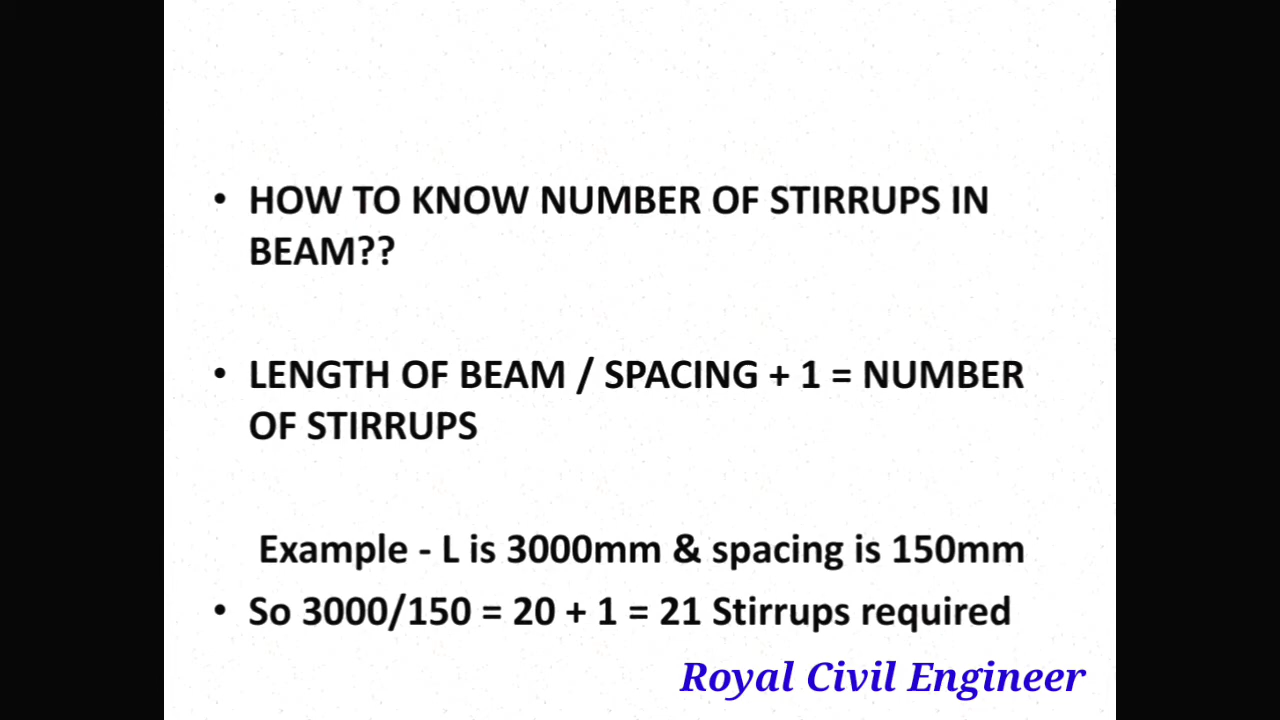 • HOW TO KNOW NUMBER OF STIRRUPS IN
BEAM??
• LENGTH OF BEAM / SPACING + 1 = NUMBER
OF STIRRUPS
Example - L is 3000mm & spacing is 150mm
• So 3000/150 = 20 + 1 = 21 Stirrups required
Royal Civil Engineer